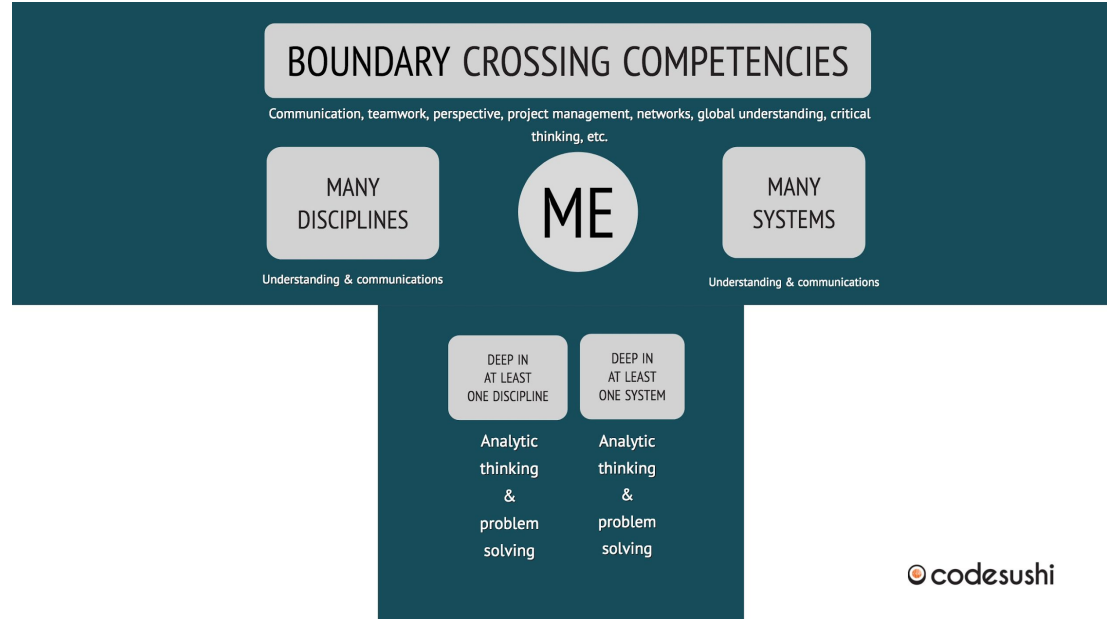 BOUNDARY CROSSING COMPETENCIES
Communication, teamwork, perspective, project management, networks, global understanding, critical
thinking, etc.
MANY
DISCIPLINES
Understanding & communications
ME
MANY
SYSTEMS
Understanding & communications
DEEP IN
AT LEAST
ONE DISCIPLINE
Analytic
thinking
&
problem
solving
DEEP IN
AT LEAST
ONE SYSTEM
Analytic
thinking
&
problem
solving
codesushi